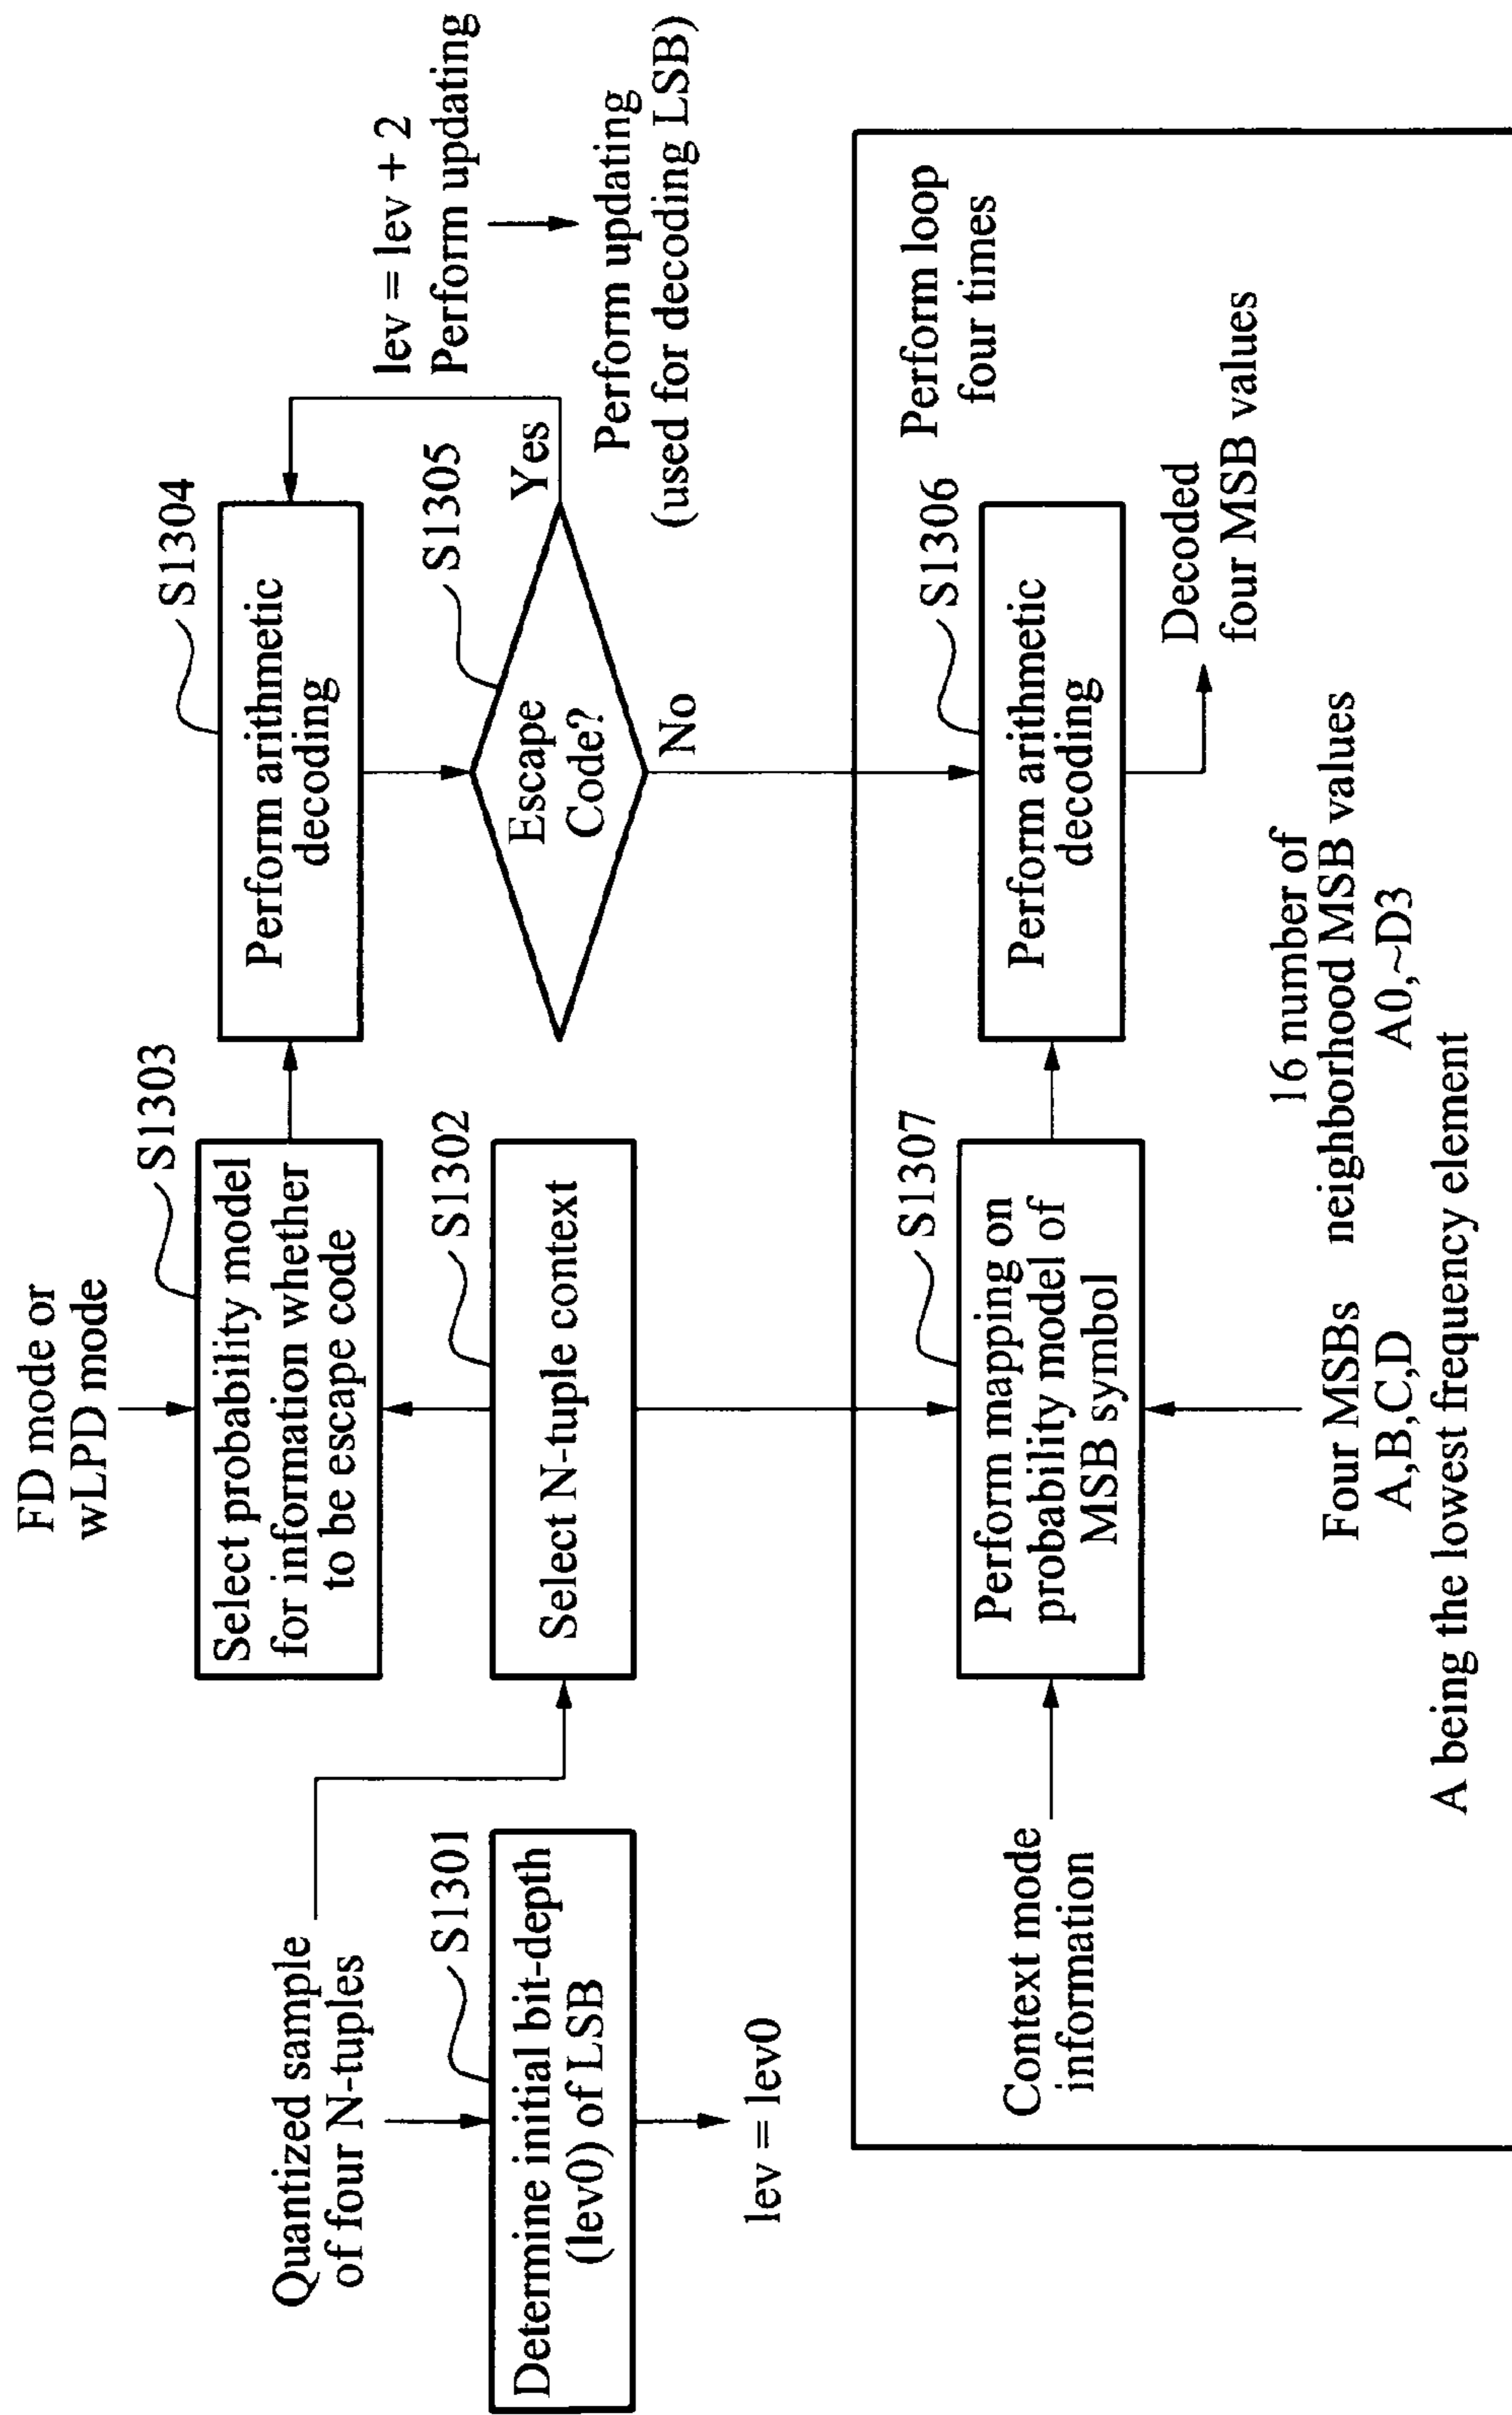 FD mode or
wLPD mode
S1303
Select probability model
for information whether
to be escape code
S1304
Perform arithmetic
decoding
Quantized sample
of four N-tuples
S1301
Determine initial bit-depth
(lev0) of LSB
lev = lev0
S1302
Select N-tuple context
S1305
Escape
Code?
Yes
No
lev = lev + 2
Perform updating
Perform updating
(used for decoding LSB)
Perform loop
four times
Context mode
information
S1307
Perform mapping on
probability model of
MSB symbol
S1306
Perform arithmetic
decoding
Decoded
four MSB values
Four MSBs
A,B,C,D
16 number of
neighborhood MSB values
A0,~D3
A being the lowest frequency element